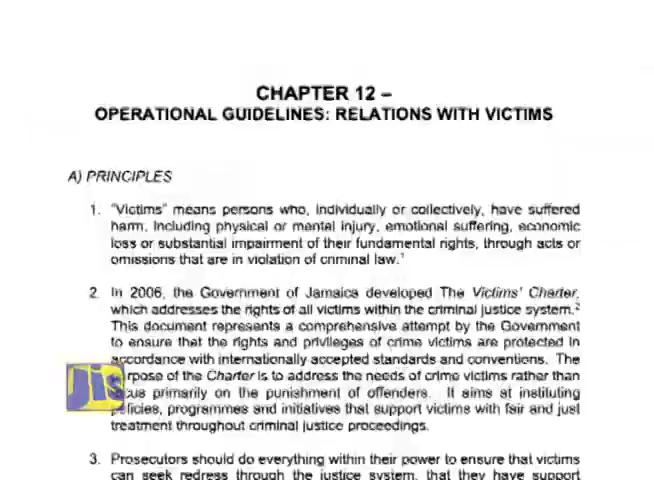 CHAPTER 12 –
OPERATIONAL GUIDELINES: RELATIONS WITH VICTIMS
A) PRINCIPLES
1. "Victims" means persons who, individually or collectively, have suffered
harm, including physical or mental injury, emotional suffering, economic
loss or substantial impairment of their fundamental rights, through acts or
omissions that are in violation of criminal law.¹
2. In 2006, the Government of Jamaica developed The Victims' Charter,
which addresses the rights of all victims within the criminal justice system.²
This document represents a comprehensive attempt by the Government
to ensure that the rights and privileges of crime victims are protected in
accordance with internationally accepted standards and conventions. The
rpose of the Charter is to address the needs of crime victims rather than
cus primarily on the punishment of offenders. It aims at instituting
policies, programmes and initiatives that support victims with fair and just
treatment throughout criminal justice proceedings.
jis
3. Prosecutors should do everything within their power to ensure that victims
can seek redress through the justice system, that they have support